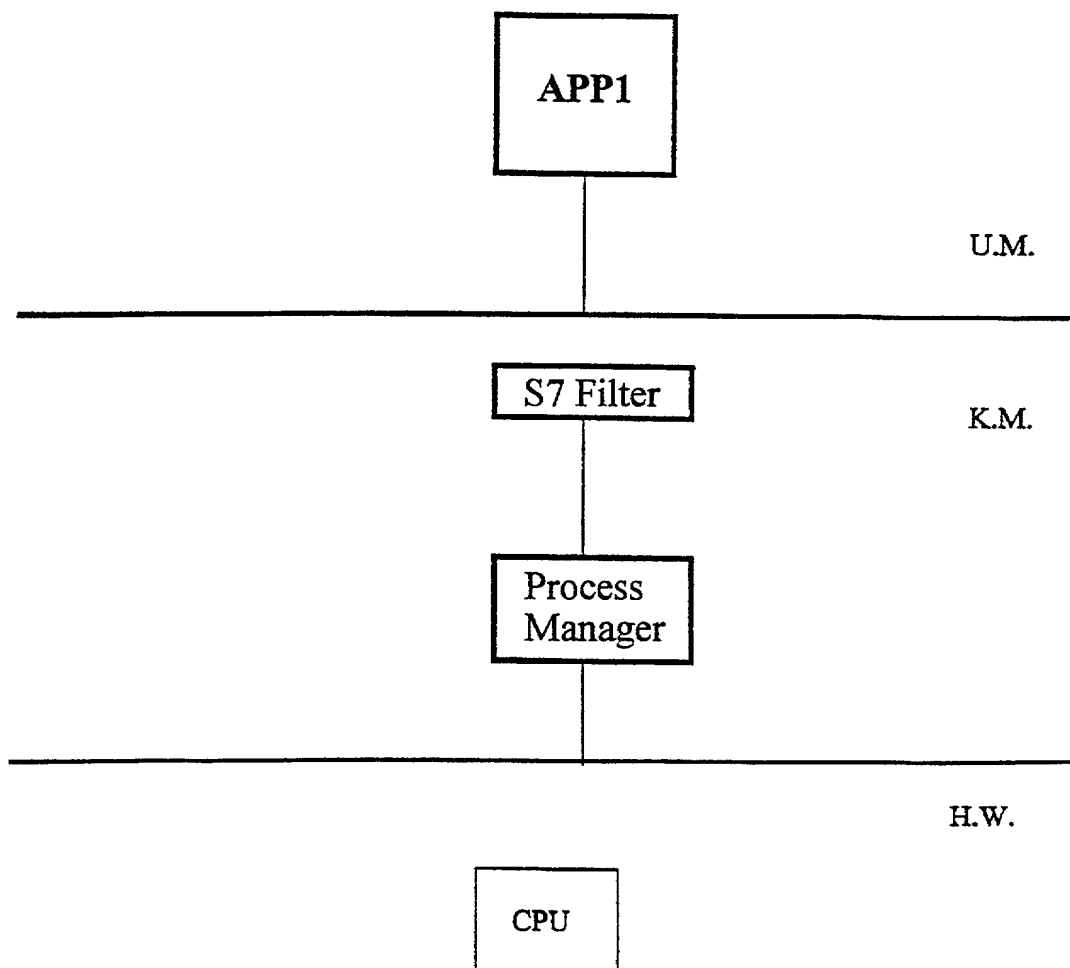 APP1
U.M.
S7 Filter
K.M.
Process
Manager
H.W.
CPU